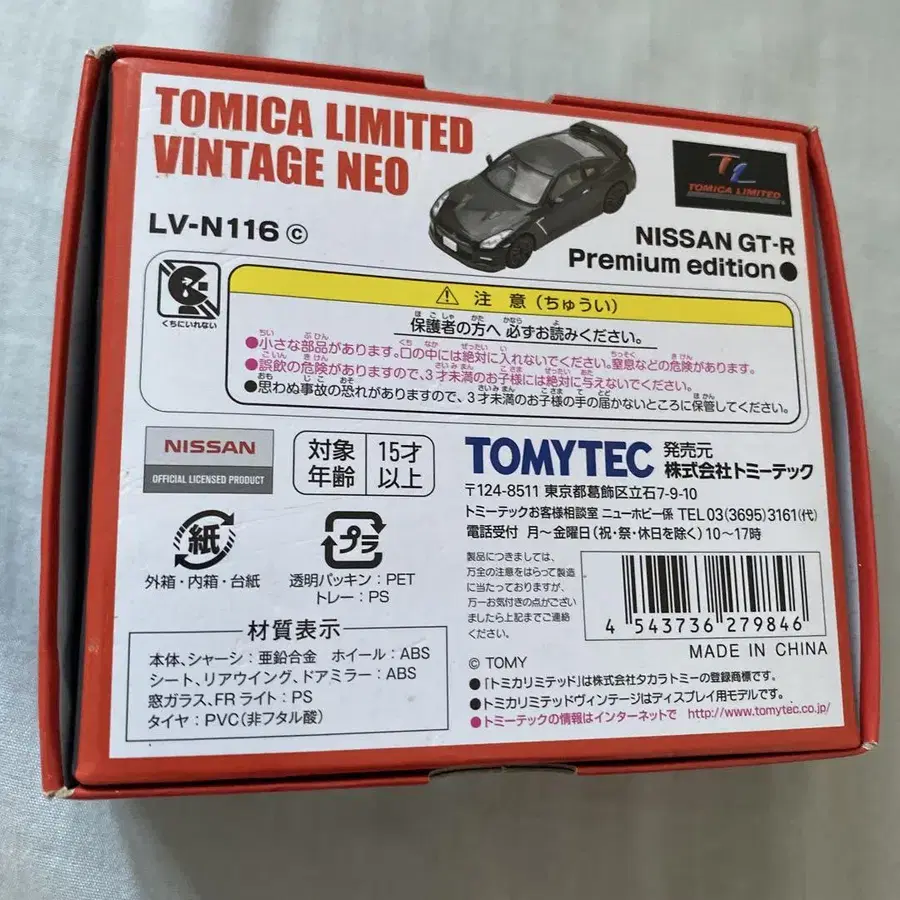 TOMICA LIMITED
VINTAGE NEO
TL
TOMICA LIMITED
LV-N116 ⓒ
NISSAN GT-R
Premium edition●
くちにいれない
⚠ 注 意（ちゅうい）
保護者の方へ 必ずお読みください。
●小さな部品があります。口の中には絶対に入れないでください。窒息などの危険があります。
●誤飲の危険がありますので、3才未満のお子様には絶対に与えないでください。
●思わぬ事故の恐れがありますので、3才未満のお子様の手の届かないところに保管してください。
NISSAN
OFFICIAL LICENSED PRODUCT
対象
年齢
15才
以上
TOMYTEC
発売元
株式会社トミーテック
〒124-8511 東京都葛飾区立石7-9-10
トミーテックお客様相談室 ニューホビー係 TEL 03(3695)3161(代)
電話受付 月〜金曜日(祝・祭・休日を除く)10〜17時
紙
外箱・内箱・台紙
プラ
透明パッキン：PET
トレー：PS
製品につきましては、
万全の注意をはらって製造
に当たっておりますが、
万一お気付きの点がござい
ましたら上記までご連絡
ください。
4 543736 279846
MADE IN CHINA
材質表示
本体、シャーシ：亜鉛合金 ホイール：ABS
シート、リアウイング、ドアミラー：ABS
窓ガラス、FRライト：PS
タイヤ：PVC(非フタル酸)
© TOMY
●「トミカリミテッド」は株式会社タカラトミーの登録商標です。
●トミカリミテッドヴィンテージはディスプレイ用モデルです。
●トミーテックの情報はインターネットで http://www.tomytec.co.jp/